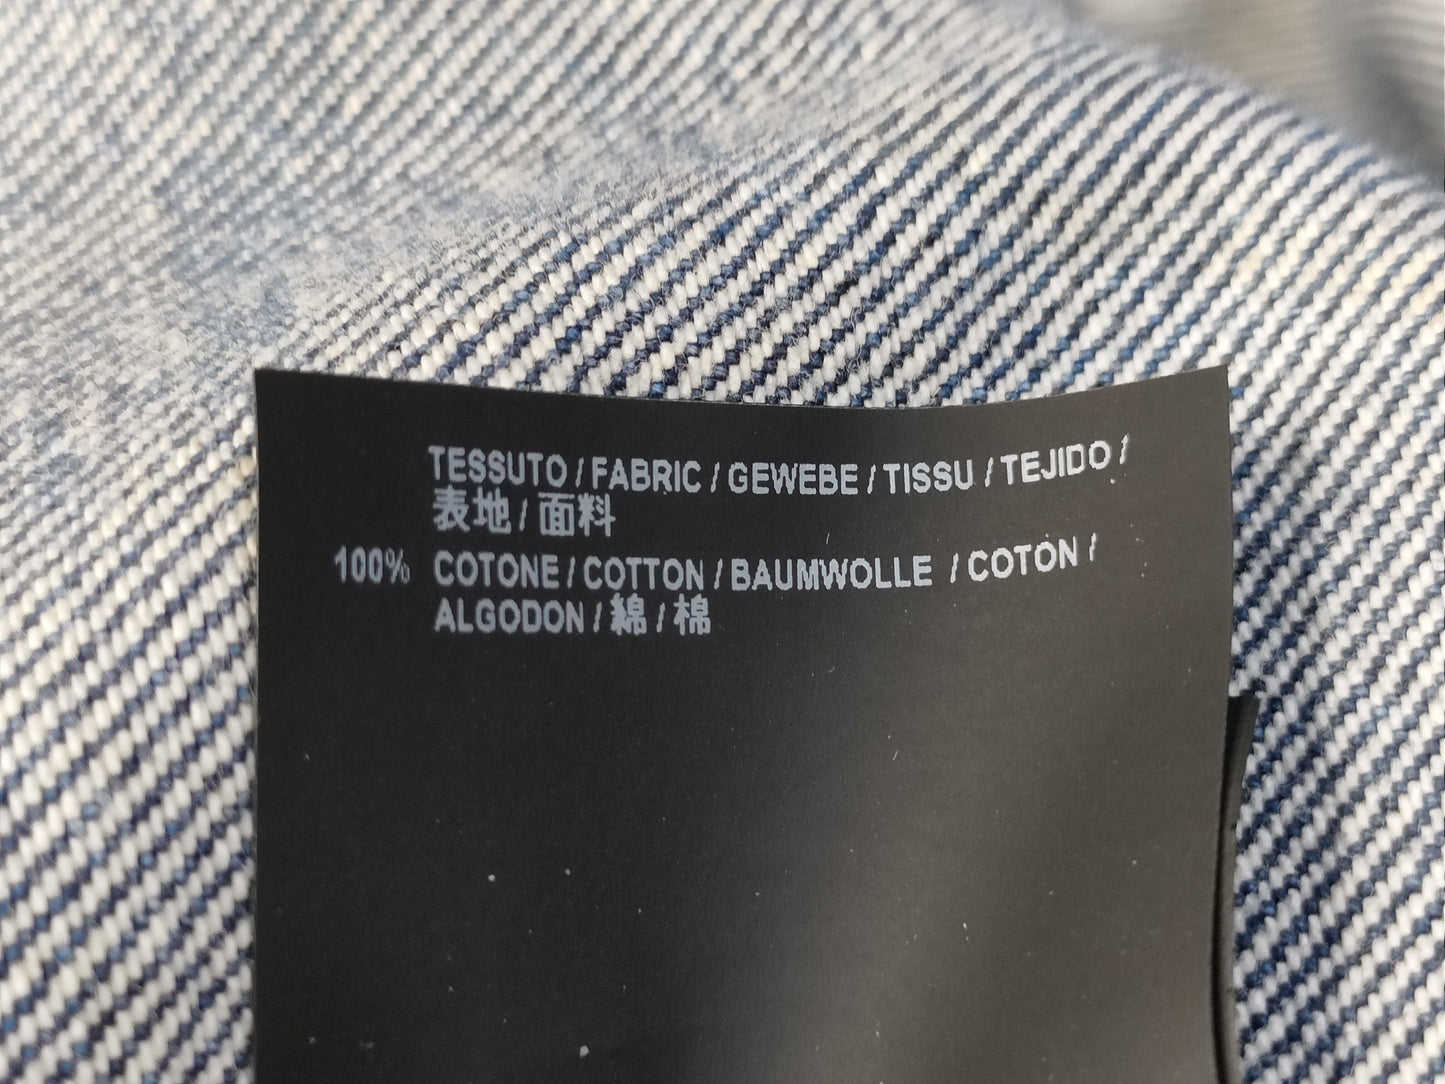 TESSUTO / FABRIC / GEWEBE / TISSU / TEJIDO /
表地 / 面料
100% COTONE / COTTON / BAUMWOLLE / COTON /
ALGODON / 綿 / 棉